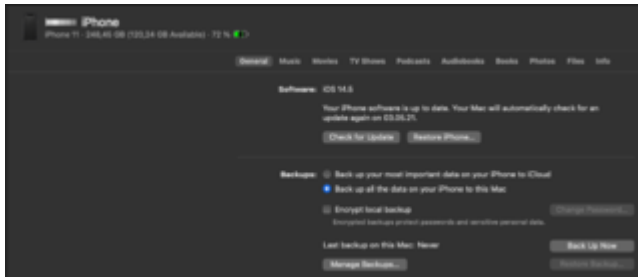 iPhone
iPhone 11 · 248,45 GB (120,34 GB Available) · 72 %
General Music Movies TV Shows Podcasts Audiobooks Books Photos Files Info
Software: iOS 14.5
Your iPhone software is up to date. Your Mac will automatically check for an
update again on 03.05.21.
Check for Update Restore iPhone...
Backups: Back up your most important data on your iPhone to iCloud
Back up all the data on your iPhone to this Mac
Encrypt local backup Change Password...
Encrypted backups protect passwords and sensitive personal data.
Last backup on this Mac: Never Back Up Now
Manage Backups... Restore Backup...